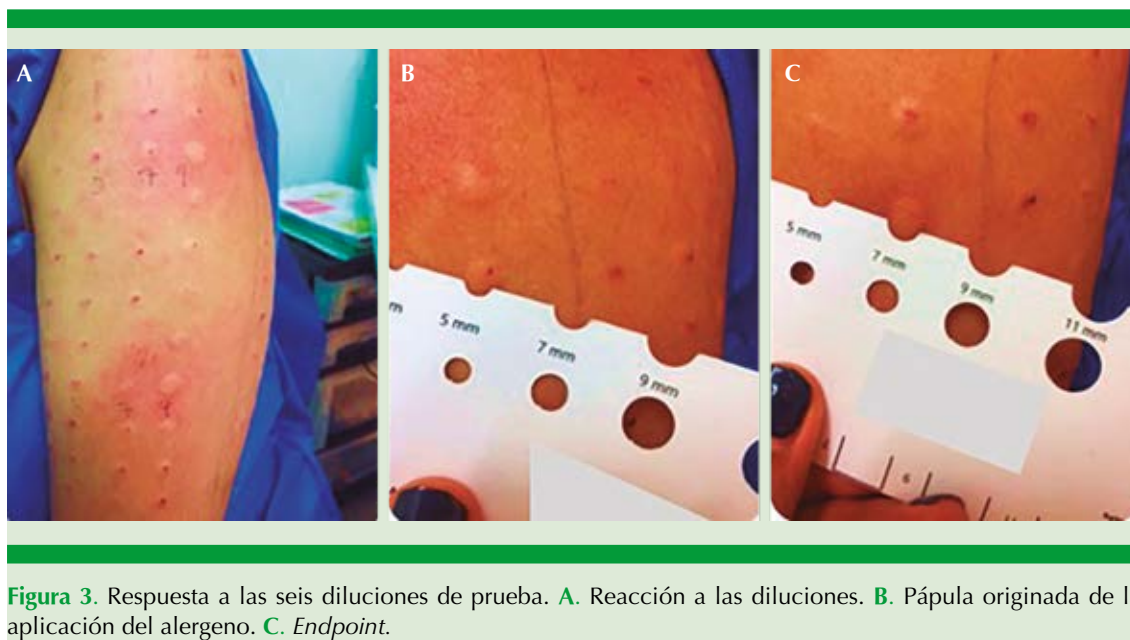 A
B
C
5 mm
7 mm
9 mm
5 mm
7 mm
9 mm
11 mm
6
Figura 3. Respuesta a las seis diluciones de prueba. A. Reacción a las diluciones. B. Pápula originada de l
aplicación del alergeno. C. Endpoint.